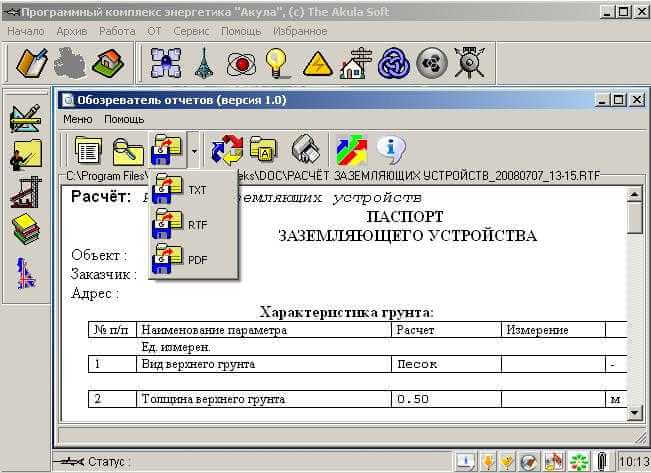 Программный комплекс энергетика "Акула", (c) The Akula Soft
Начало Архив Работа ОТ Сервис Помощь Избранное
Обозреватель отчетов (версия 1.0)
Меню Помощь
C:\Program Files\ eks\DOC\РАСЧЁТ ЗАЗЕМЛЯЮЩИХ УСТРОЙСТВ_20080707_13-15.RTF
TXT
RTF
PDF
Расчёт: устройств
ПАСПОРТ
ЗАЗЕМЛЯЮЩЕГО УСТРОЙСТВА
Объект :
Заказчик :
Адрес :
Характеристика грунта:
№ п/п Наименование параметра Расчет Измерение
Ед. измерен.
1 Вид верхнего грунта Песок -
2 Толщина верхнего грунта 0.50 м
Статус :
10:13